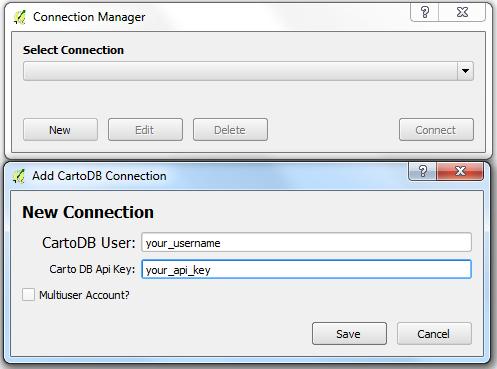 Connection Manager
Select Connection
New Edit Delete Connect
Add CartoDB Connection
New Connection
CartoDB User: your_username
Carto DB Api Key: your_api_key
Multiuser Account?
Save Cancel